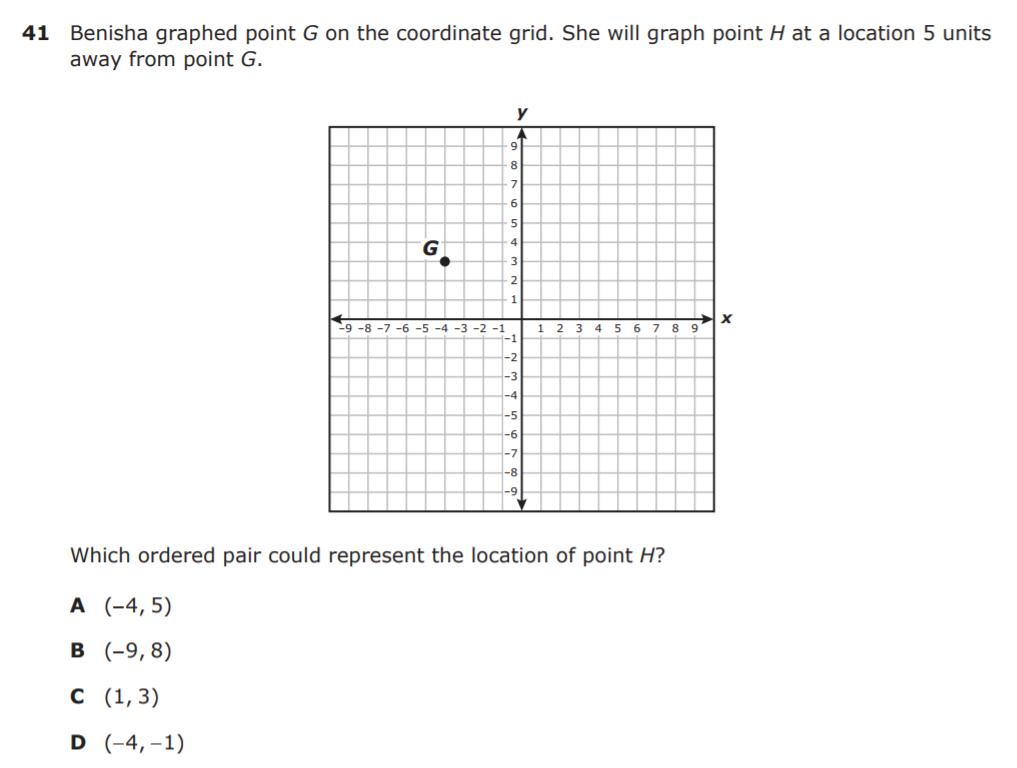 41 Benisha graphed point G on the coordinate grid. She will graph point H at a location 5 units
away from point G.
y
9
8
7
6
5
G
4
3
2
1
x
–9 –8 –7 –6 –5 –4 –3 –2 –1 1 2 3 4 5 6 7 8 9
–1
–2
–3
–4
–5
–6
–7
–8
–9
Which ordered pair could represent the location of point H?
A (–4, 5)
B (–9, 8)
C (1, 3)
D (–4, –1)